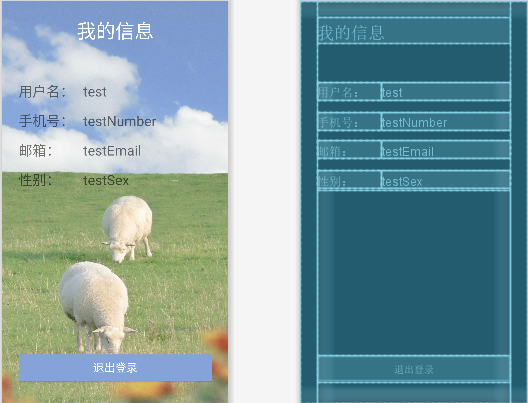 我的信息
用户名： test
手机号： testNumber
邮箱： testEmail
性别： testSex
退出登录
我的信息
用户名： test
手机号： testNumber
邮箱： testEmail
性别： testSex
退出登录